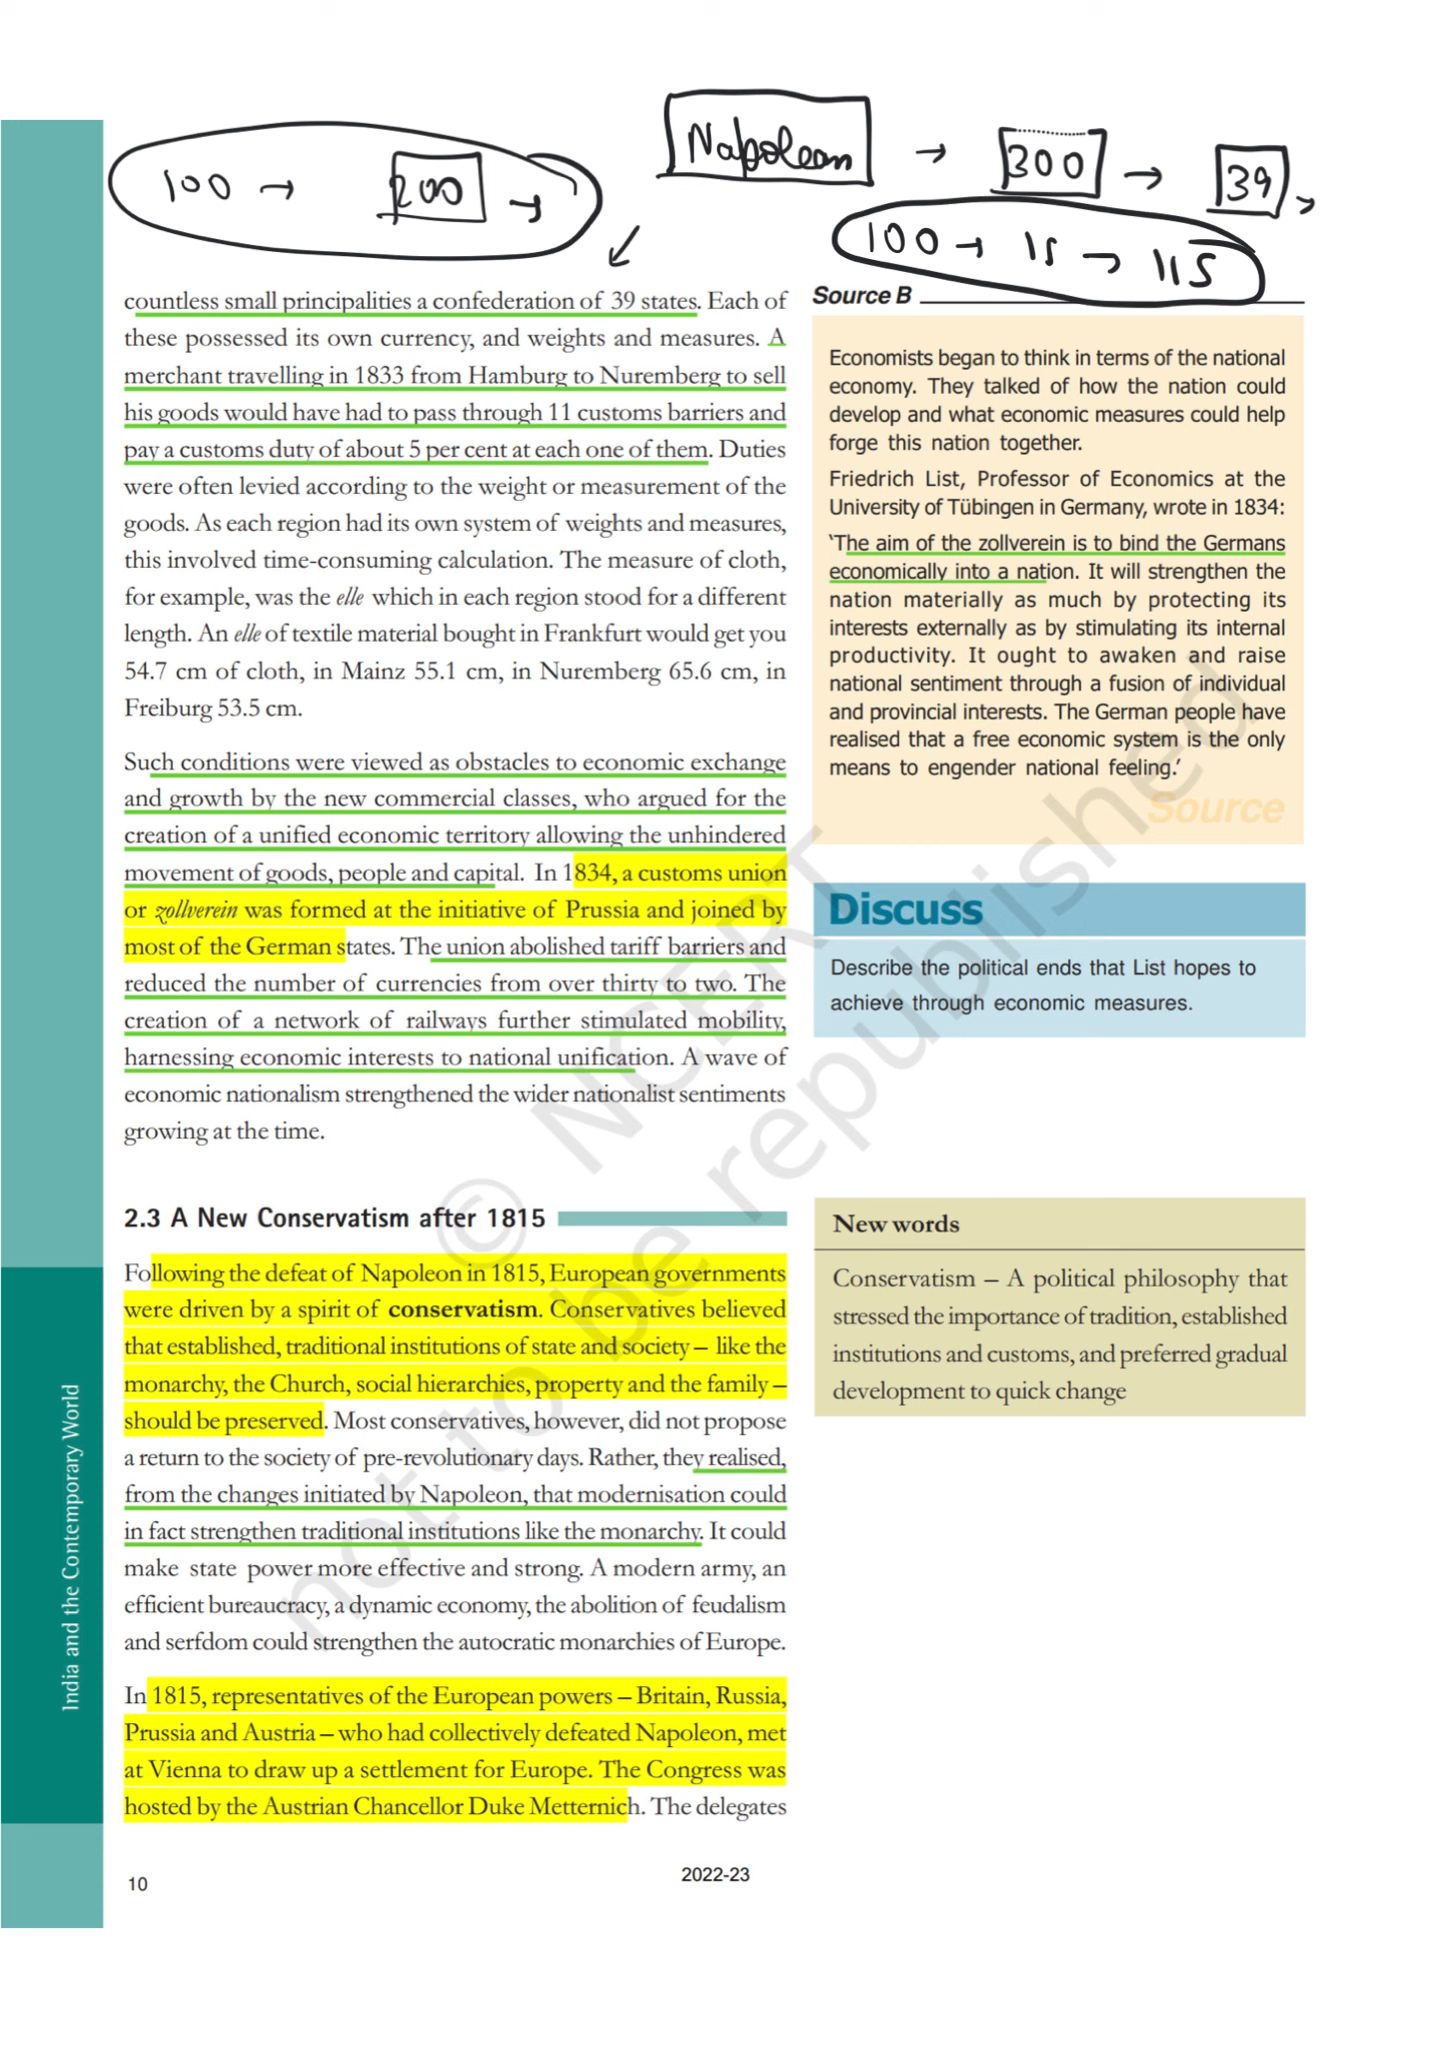 Napolean → 300 → 39 →
100 → 200 →
100 → 15 → 115
countless small principalities a confederation of 39 states. Each of
these possessed its own currency, and weights and measures. A
merchant travelling in 1833 from Hamburg to Nuremberg to sell
his goods would have had to pass through 11 customs barriers and
pay a customs duty of about 5 per cent at each one of them. Duties
were often levied according to the weight or measurement of the
goods. As each region had its own system of weights and measures,
this involved time-consuming calculation. The measure of cloth,
for example, was the elle which in each region stood for a different
length. An elle of textile material bought in Frankfurt would get you
54.7 cm of cloth, in Mainz 55.1 cm, in Nuremberg 65.6 cm, in
Freiburg 53.5 cm.
Such conditions were viewed as obstacles to economic exchange
and growth by the new commercial classes, who argued for the
creation of a unified economic territory allowing the unhindered
movement of goods, people and capital. In 1834, a customs union
or zollverein was formed at the initiative of Prussia and joined by
most of the German states. The union abolished tariff barriers and
reduced the number of currencies from over thirty to two. The
creation of a network of railways further stimulated mobility,
harnessing economic interests to national unification. A wave of
economic nationalism strengthened the wider nationalist sentiments
growing at the time.
2.3 A New Conservatism after 1815
Following the defeat of Napoleon in 1815, European governments
were driven by a spirit of conservatism. Conservatives believed
that established, traditional institutions of state and society – like the
monarchy, the Church, social hierarchies, property and the family –
should be preserved. Most conservatives, however, did not propose
a return to the society of pre-revolutionary days. Rather, they realised,
from the changes initiated by Napoleon, that modernisation could
in fact strengthen traditional institutions like the monarchy. It could
make state power more effective and strong. A modern army, an
efficient bureaucracy, a dynamic economy, the abolition of feudalism
and serfdom could strengthen the autocratic monarchies of Europe.
In 1815, representatives of the European powers – Britain, Russia,
Prussia and Austria – who had collectively defeated Napoleon, met
at Vienna to draw up a settlement for Europe. The Congress was
hosted by the Austrian Chancellor Duke Metternich. The delegates
Source B
Economists began to think in terms of the national
economy. They talked of how the nation could
develop and what economic measures could help
forge this nation together.
Friedrich List, Professor of Economics at the
University of Tübingen in Germany, wrote in 1834:
‘The aim of the zollverein is to bind the Germans
economically into a nation. It will strengthen the
nation materially as much by protecting its
interests externally as by stimulating its internal
productivity. It ought to awaken and raise
national sentiment through a fusion of individual
and provincial interests. The German people have
realised that a free economic system is the only
means to engender national feeling.’
Source
Discuss
Describe the political ends that List hopes to
achieve through economic measures.
New words
Conservatism – A political philosophy that
stressed the importance of tradition, established
institutions and customs, and preferred gradual
development to quick change
India and the Contemporary World
10
2022-23
© NCERT
not to be republished